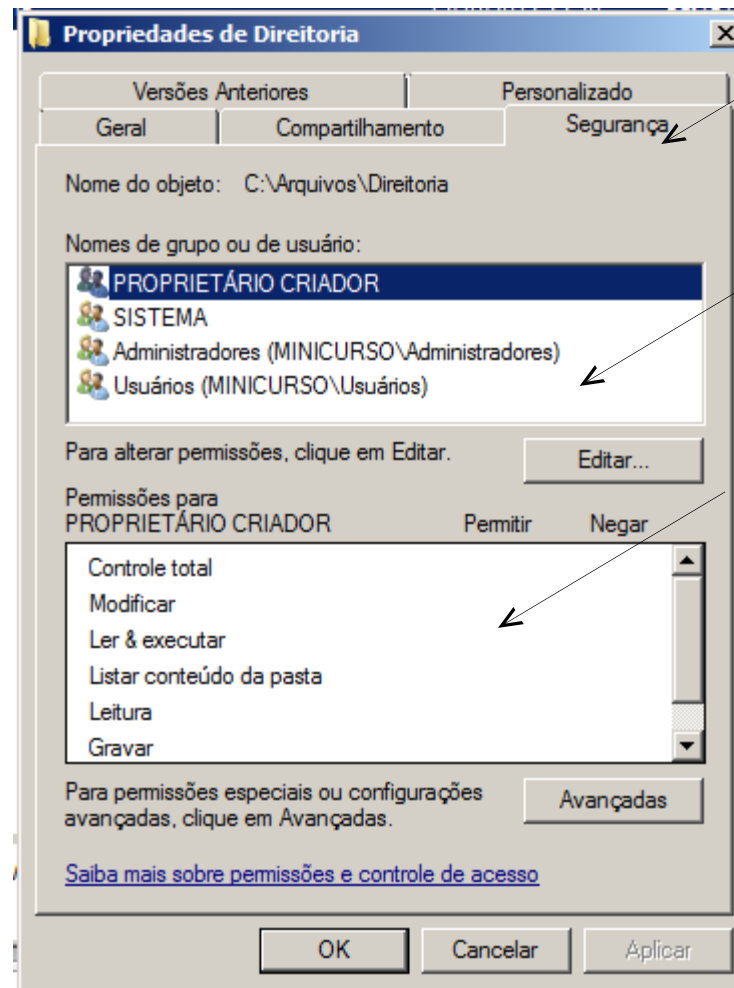 Propriedades de Direitoria
Versões Anteriores Personalizado
Geral Compartilhamento Segurança
Nome do objeto: C:\Arquivos\Direitoria
Nomes de grupo ou de usuário:
PROPRIETÁRIO CRIADOR
SISTEMA
Administradores (MINICURSO\Administradores)
Usuários (MINICURSO\Usuários)
Para alterar permissões, clique em Editar. Editar...
Permissões para
PROPRIETÁRIO CRIADOR Permitir Negar
Controle total
Modificar
Ler & executar
Listar conteúdo da pasta
Leitura
Gravar
Para permissões especiais ou configurações
avançadas, clique em Avançadas. Avançadas
Saiba mais sobre permissões e controle de acesso
OK Cancelar Aplicar